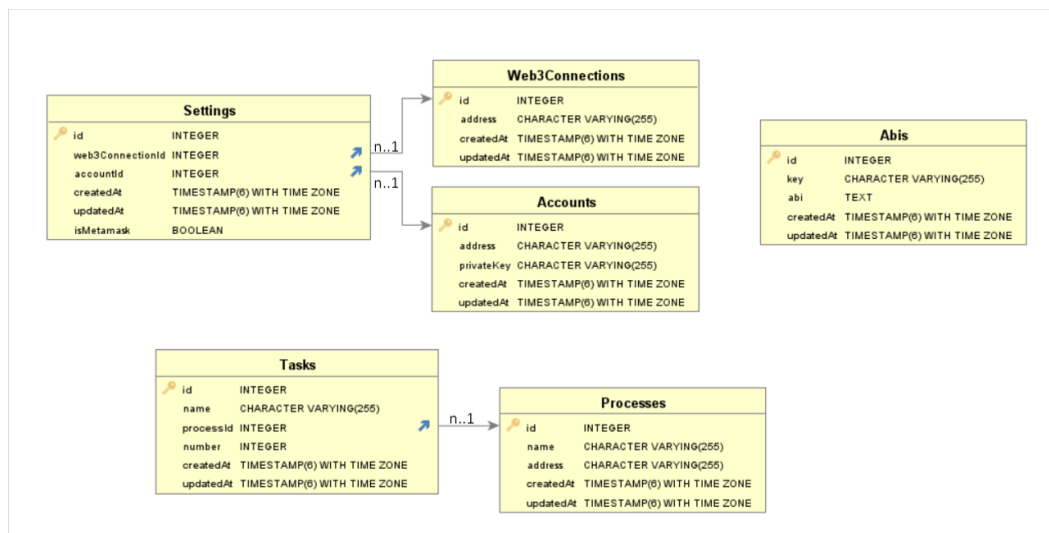 Settings
id INTEGER
web3ConnectionId INTEGER
accountId INTEGER
createdAt TIMESTAMP(6) WITH TIME ZONE
updatedAt TIMESTAMP(6) WITH TIME ZONE
isMetamask BOOLEAN
n..1
n..1
Web3Connections
id INTEGER
address CHARACTER VARYING(255)
createdAt TIMESTAMP(6) WITH TIME ZONE
updatedAt TIMESTAMP(6) WITH TIME ZONE
Accounts
id INTEGER
address CHARACTER VARYING(255)
privateKey CHARACTER VARYING(255)
createdAt TIMESTAMP(6) WITH TIME ZONE
updatedAt TIMESTAMP(6) WITH TIME ZONE
Abis
id INTEGER
key CHARACTER VARYING(255)
abi TEXT
createdAt TIMESTAMP(6) WITH TIME ZONE
updatedAt TIMESTAMP(6) WITH TIME ZONE
Tasks
id INTEGER
name CHARACTER VARYING(255)
processId INTEGER
number INTEGER
createdAt TIMESTAMP(6) WITH TIME ZONE
updatedAt TIMESTAMP(6) WITH TIME ZONE
n..1
Processes
id INTEGER
name CHARACTER VARYING(255)
address CHARACTER VARYING(255)
createdAt TIMESTAMP(6) WITH TIME ZONE
updatedAt TIMESTAMP(6) WITH TIME ZONE